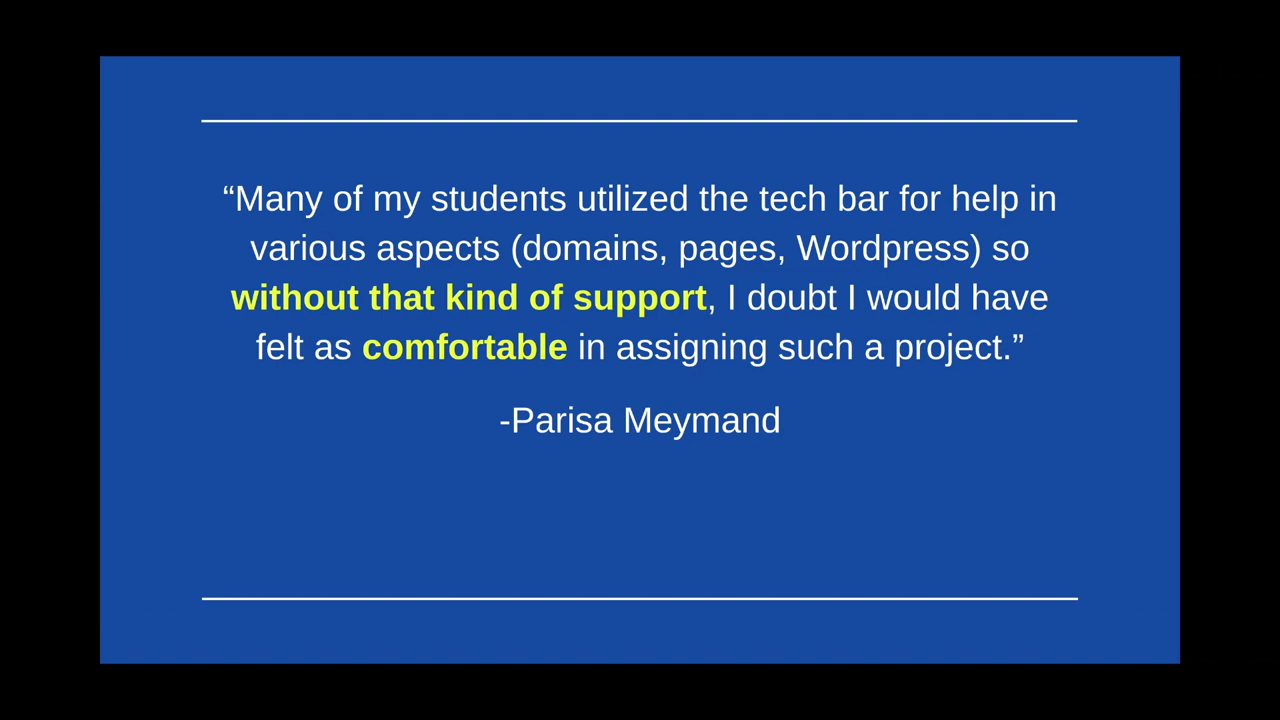 “Many of my students utilized the tech bar for help in
various aspects (domains, pages, Wordpress) so
without that kind of support, I doubt I would have
felt as comfortable in assigning such a project.”
-Parisa Meymand